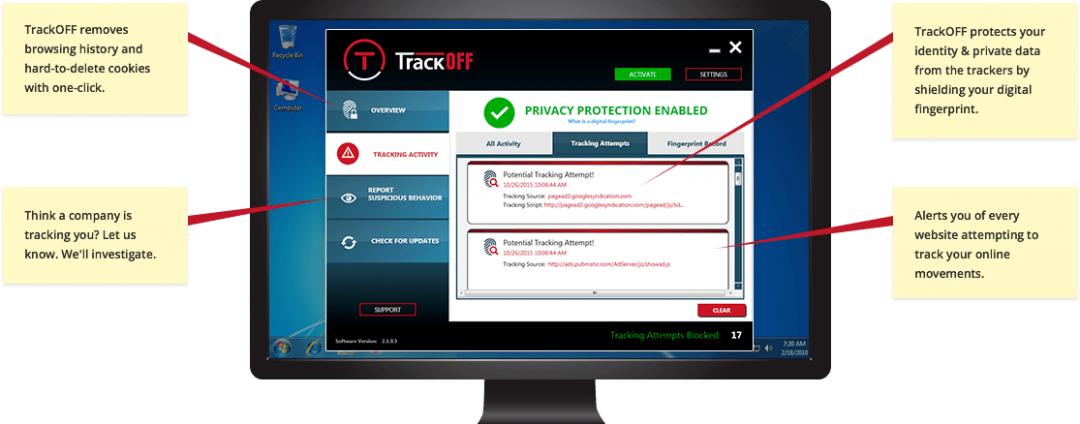 TrackOFF removes
browsing history and
hard-to-delete cookies
with one-click.
Think a company is
tracking you? Let us
know. We'll investigate.
Recycle Bin
Computer
T TrackOFF
ACTIVATE
SETTINGS
OVERVIEW
TRACKING ACTIVITY
REPORT
SUSPICIOUS BEHAVIOR
CHECK FOR UPDATES
SUPPORT
Software Version: 2.5.0.5
PRIVACY PROTECTION ENABLED
What is a digital fingerprint?
All Activity
Tracking Attempts
Fingerprint Record
Potential Tracking Attempt!
10/26/2015 10:06:44 AM
Tracking Source: pagead2.googlesyndication.com
Tracking Script: http://pagead2.googlesyndication.com/pagead/js/lid...
Potential Tracking Attempt!
10/26/2015 10:06:44 AM
Tracking Source: http://ads.pubmatic.com/AdServer/js/showad.js
CLEAR
Tracking Attempts Blocked: 17
7:20 AM
2/18/2010
TrackOFF protects your
identity & private data
from the trackers by
shielding your digital
fingerprint.
Alerts you of every
website attempting to
track your online
movements.